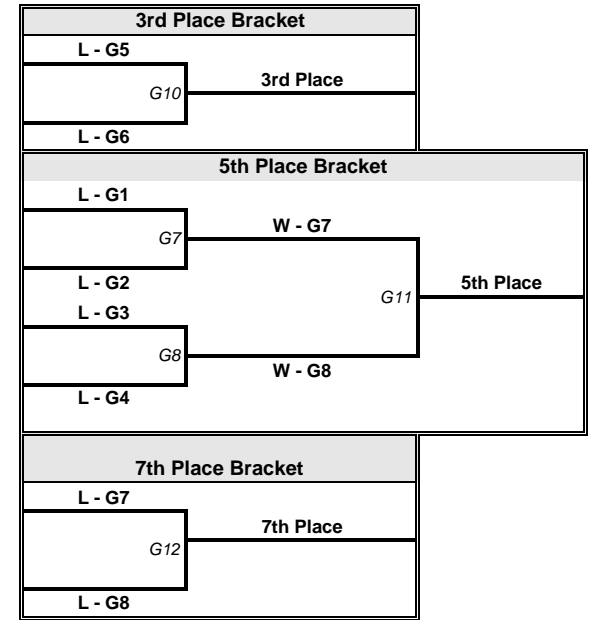 3rd Place Bracket
L - G5
3rd Place
G10
L - G6
5th Place Bracket
L - G1
W - G7
G7
L - G2
5th Place
G11
L - G3
G8
W - G8
L - G4
7th Place Bracket
L - G7
7th Place
G12
L - G8